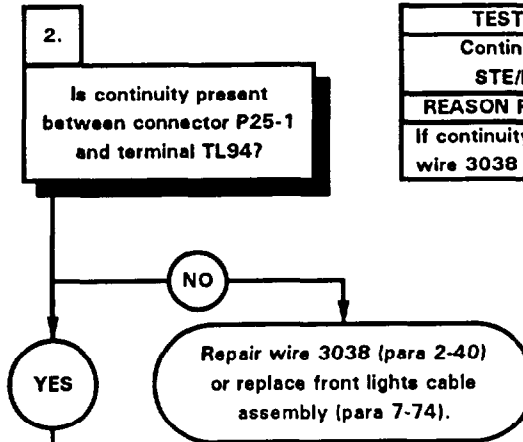 2.
Is continuity present
between connector P25-1
and terminal TL94?
TEST
Contin
STE/
REASON
If continuity
wire 3038
NO
YES
Repair wire 3038 (para 2-40)
or replace front lights cable
assembly (para 7-74).